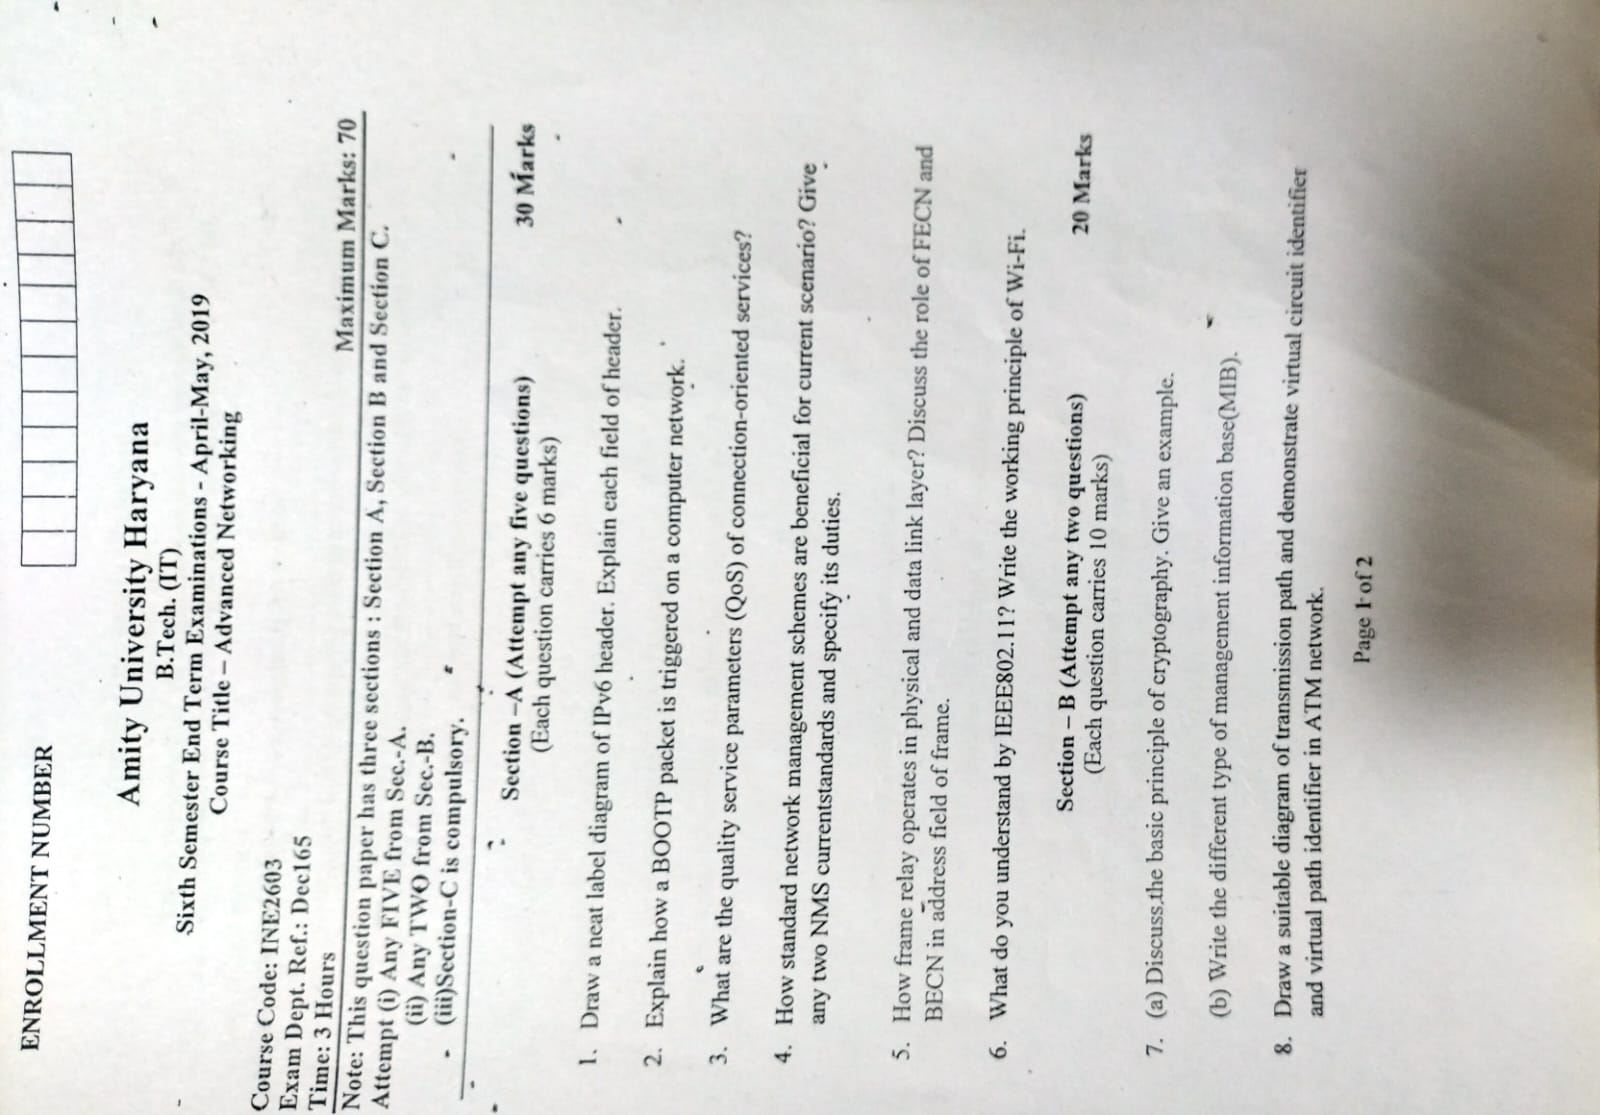 ENROLLMENT NUMBER
Amity University Haryana
B.Tech. (IT)
Sixth Semester End Term Examinations - April-May, 2019
Course Title – Advanced Networking
Course Code: INE2603
Exam Dept. Ref.: Dec165
Time: 3 Hours Maximum Marks: 70
Note: This question paper has three sections : Section A, Section B and Section C.
Attempt (i) Any FIVE from Sec.-A.
(ii) Any TWO from Sec.-B.
(iii)Section-C is compulsory.
Section –A (Attempt any five questions) 30 Marks
(Each question carries 6 marks)
1. Draw a neat label diagram of IPv6 header. Explain each field of header.
2. Explain how a BOOTP packet is triggered on a computer network.
3. What are the quality service parameters (QoS) of connection-oriented services?
4. How standard network management schemes are beneficial for current scenario? Give
any two NMS currentstandards and specify its duties.
5. How frame relay operates in physical and data link layer? Discuss the role of FECN and
BECN in address field of frame.
6. What do you understand by IEEE802.11? Write the working principle of Wi-Fi.
Section – B (Attempt any two questions) 20 Marks
(Each question carries 10 marks)
7. (a) Discuss the basic principle of cryptography. Give an example.
(b) Write the different type of management information base(MIB).
8. Draw a suitable diagram of transmission path and demonstrate virtual circuit identifier
and virtual path identifier in ATM network.
Page 1 of 2